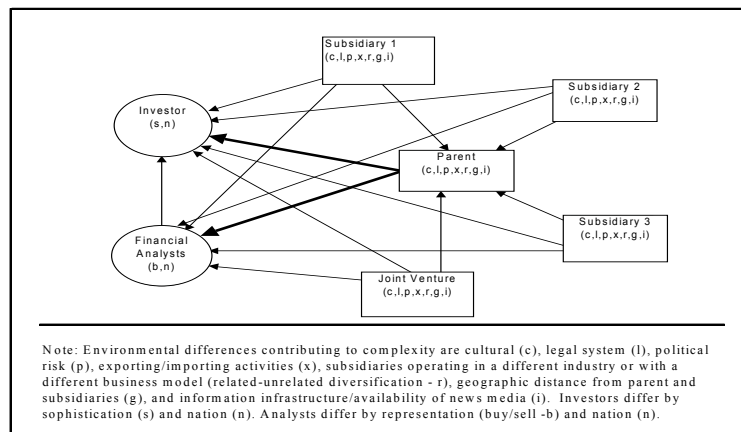 Subsidiary 1
(c,l,p,x,r,g,i)
Subsidiary 2
(c,l,p,x,r,g,i)
Investor
(s,n)
Parent
(c,l,p,x,r,g,i)
Subsidiary 3
(c,l,p,x,r,g,i)
Financial
Analysts
(b,n)
Joint Venture
(c,l,p,x,r,g,i)
Note: Environmental differences contributing to complexity are cultural (c), legal system (l), political
risk (p), exporting/importing activities (x), subsidiaries operating in a different industry or with a
different business model (related-unrelated diversification - r), geographic distance from parent and
subsidiaries (g), and information infrastructure/availability of news media (i). Investors differ by
sophistication (s) and nation (n). Analysts differ by representation (buy/sell -b) and nation (n).